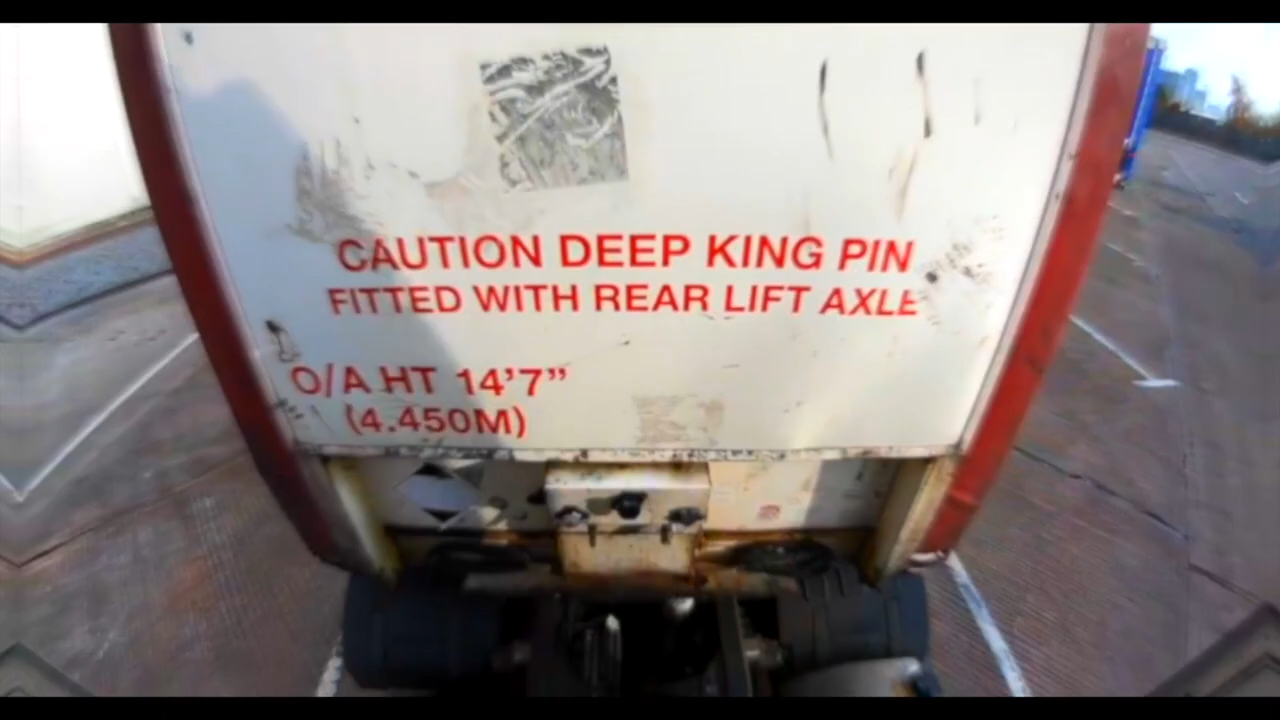 CAUTION DEEP KING PIN
FITTED WITH REAR LIFT AXLE
O/A HT 14'7”
(4.450M)